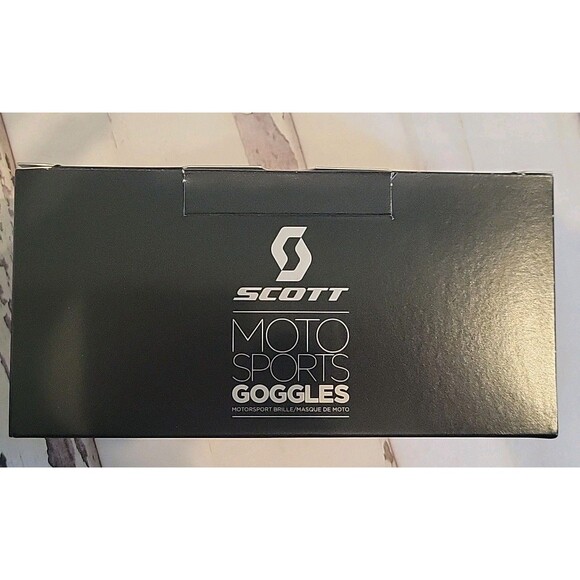 SCOTT
MOTO
SPORTS
GOGGLES
MOTORSPORT BRILLE/MASQUE DE MOTO